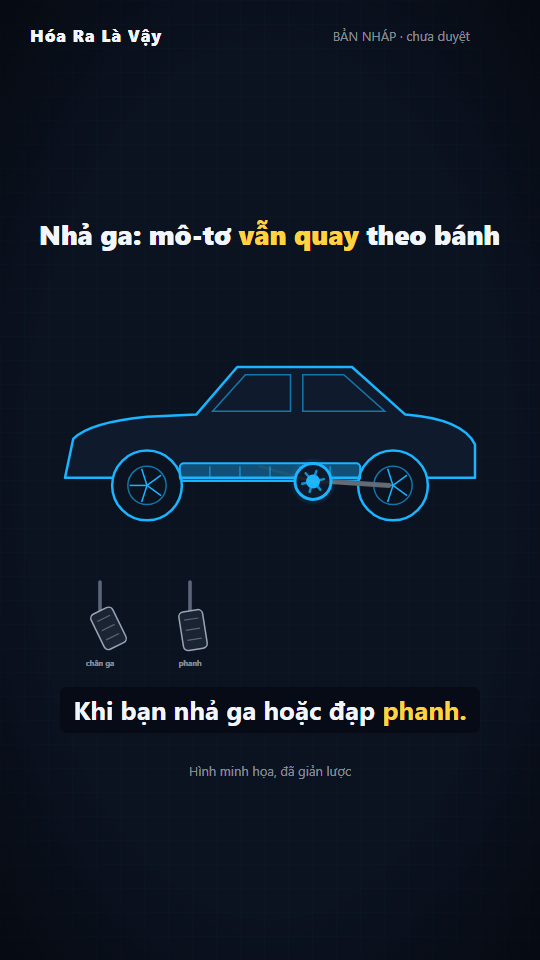 Hóa Ra Là Vậy
BẢN NHÁP · chưa duyệt
Nhả ga: mô-tơ vẫn quay theo bánh
chân ga
phanh
Khi bạn nhả ga hoặc đạp phanh.
Hình minh họa, đã giản lược